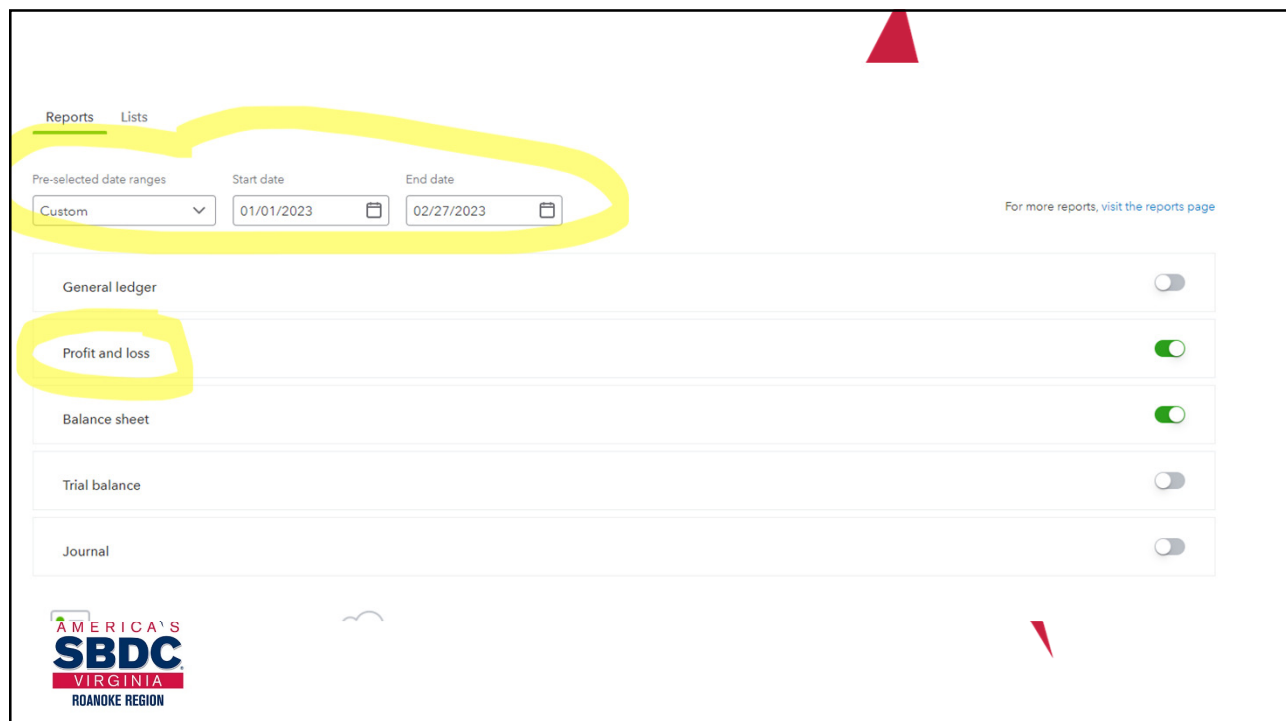 Reports Lists
Pre-selected date ranges Start date End date
Custom 01/01/2023 02/27/2023
For more reports, visit the reports page
General ledger
Profit and loss
Balance sheet
Trial balance
Journal
AMERICA'S
SBDC
VIRGINIA
ROANOKE REGION